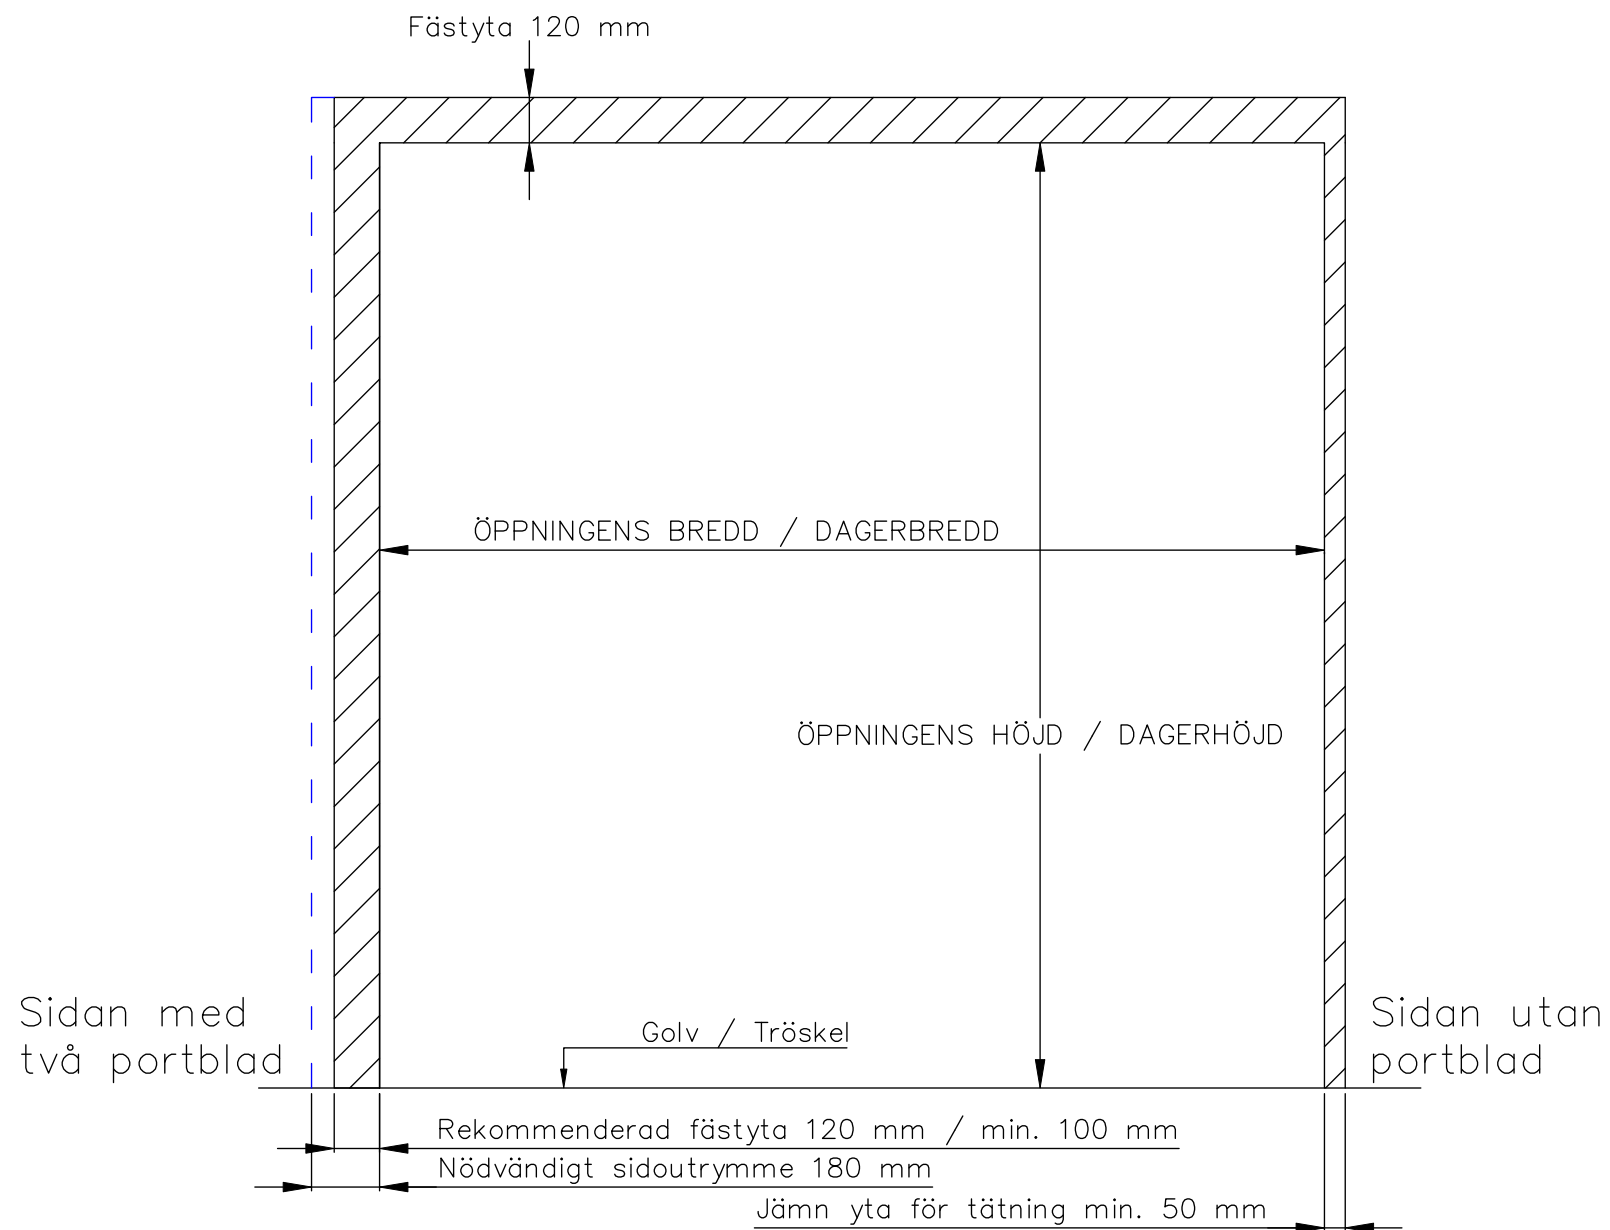 Fästyta 120 mm
ÖPPNINGENS BREDD / DAGERBREDD
ÖPPNINGENS HÖJD / DAGERHÖJD
Sidan med
två portblad
Golv / Tröskel
Sidan utan
portblad
Rekommenderad fästyta 120 mm / min. 100 mm
Nödvändigt sidoutrymme 180 mm
Jämn yta för tätning min. 50 mm